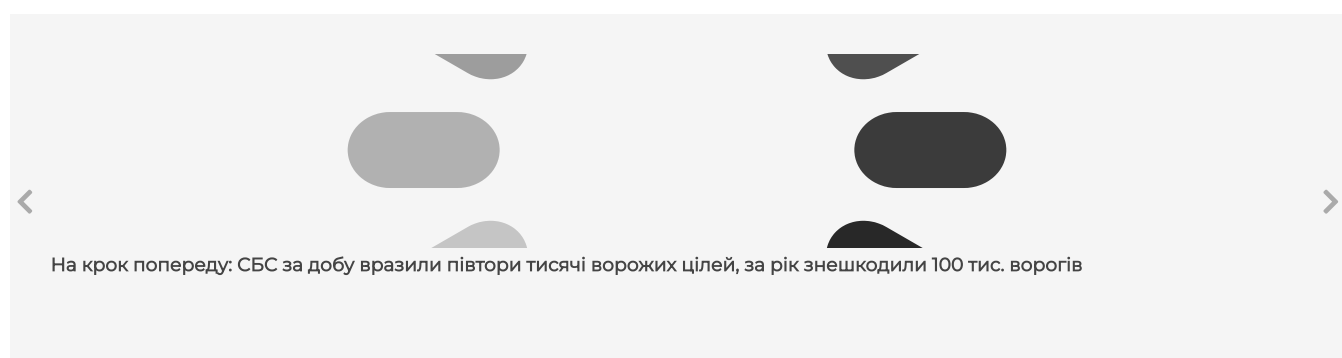 На крок попереду: СБС за добу вразили півтори тисячі ворожих цілей, за рік знешкодили 100 тис. ворогів